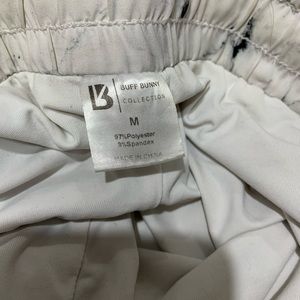 BUFF BUNNY
COLLECTION
M
97%Polyester
3%Spandex
MADE IN CHINA